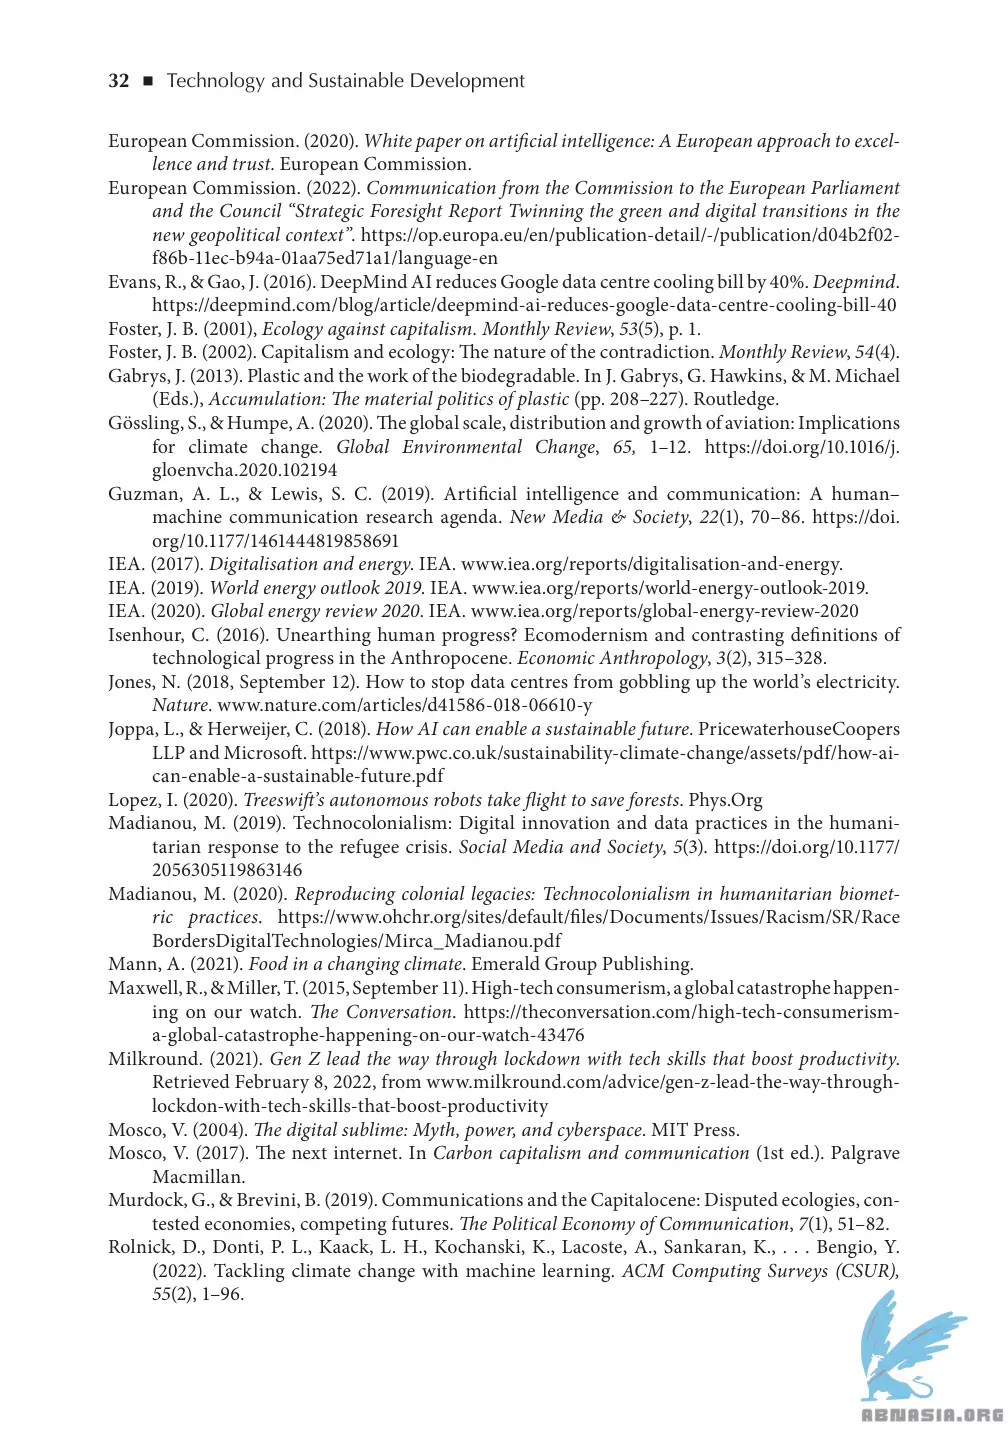 32 ■ Technology and Sustainable Development
European Commission. (2020). White paper on artificial intelligence: A European approach to excel-
lence and trust. European Commission.
European Commission. (2022). Communication from the Commission to the European Parliament
and the Council “Strategic Foresight Report Twinning the green and digital transitions in the
new geopolitical context”. https://op.europa.eu/en/publication-detail/-/publication/d04b2f02-
f86b-11ec-b94a-01aa75ed71a1/language-en
Evans, R., & Gao, J. (2016). DeepMind AI reduces Google data centre cooling bill by 40%. Deepmind.
https://deepmind.com/blog/article/deepmind-ai-reduces-google-data-centre-cooling-bill-40
Foster, J. B. (2001), Ecology against capitalism. Monthly Review, 53(5), p. 1.
Foster, J. B. (2002). Capitalism and ecology: The nature of the contradiction. Monthly Review, 54(4).
Gabrys, J. (2013). Plastic and the work of the biodegradable. In J. Gabrys, G. Hawkins, & M. Michael
(Eds.), Accumulation: The material politics of plastic (pp. 208–227). Routledge.
Gössling, S., & Humpe, A. (2020). The global scale, distribution and growth of aviation: Implications
for climate change. Global Environmental Change, 65, 1–12. https://doi.org/10.1016/j.
gloenvcha.2020.102194
Guzman, A. L., & Lewis, S. C. (2019). Artificial intelligence and communication: A human–
machine communication research agenda. New Media & Society, 22(1), 70–86. https://doi.
org/10.1177/1461444819858691
IEA. (2017). Digitalisation and energy. IEA. www.iea.org/reports/digitalisation-and-energy.
IEA. (2019). World energy outlook 2019. IEA. www.iea.org/reports/world-energy-outlook-2019.
IEA. (2020). Global energy review 2020. IEA. www.iea.org/reports/global-energy-review-2020
Isenhour, C. (2016). Unearthing human progress? Ecomodernism and contrasting definitions of
technological progress in the Anthropocene. Economic Anthropology, 3(2), 315–328.
Jones, N. (2018, September 12). How to stop data centres from gobbling up the world’s electricity.
Nature. www.nature.com/articles/d41586-018-06610-y
Joppa, L., & Herweijer, C. (2018). How AI can enable a sustainable future. PricewaterhouseCoopers
LLP and Microsoft. https://www.pwc.co.uk/sustainability-climate-change/assets/pdf/how-ai-
can-enable-a-sustainable-future.pdf
Lopez, I. (2020). Treeswift’s autonomous robots take flight to save forests. Phys.Org
Madianou, M. (2019). Technocolonialism: Digital innovation and data practices in the humani-
tarian response to the refugee crisis. Social Media and Society, 5(3). https://doi.org/10.1177/
2056305119863146
Madianou, M. (2020). Reproducing colonial legacies: Technocolonialism in humanitarian biomet-
ric practices. https://www.ohchr.org/sites/default/files/Documents/Issues/Racism/SR/Race
BordersDigitalTechnologies/Mirca_Madianou.pdf
Mann, A. (2021). Food in a changing climate. Emerald Group Publishing.
Maxwell, R., & Miller, T. (2015, September 11). High-tech consumerism, a global catastrophe happen-
ing on our watch. The Conversation. https://theconversation.com/high-tech-consumerism-
a-global-catastrophe-happening-on-our-watch-43476
Milkround. (2021). Gen Z lead the way through lockdown with tech skills that boost productivity.
Retrieved February 8, 2022, from www.milkround.com/advice/gen-z-lead-the-way-through-
lockdon-with-tech-skills-that-boost-productivity
Mosco, V. (2004). The digital sublime: Myth, power, and cyberspace. MIT Press.
Mosco, V. (2017). The next internet. In Carbon capitalism and communication (1st ed.). Palgrave
Macmillan.
Murdock, G., & Brevini, B. (2019). Communications and the Capitalocene: Disputed ecologies, con-
tested economies, competing futures. The Political Economy of Communication, 7(1), 51–82.
Rolnick, D., Donti, P. L., Kaack, L. H., Kochanski, K., Lacoste, A., Sankaran, K., . . . Bengio, Y.
(2022). Tackling climate change with machine learning. ACM Computing Surveys (CSUR),
55(2), 1–96.
ABNASIA.ORG